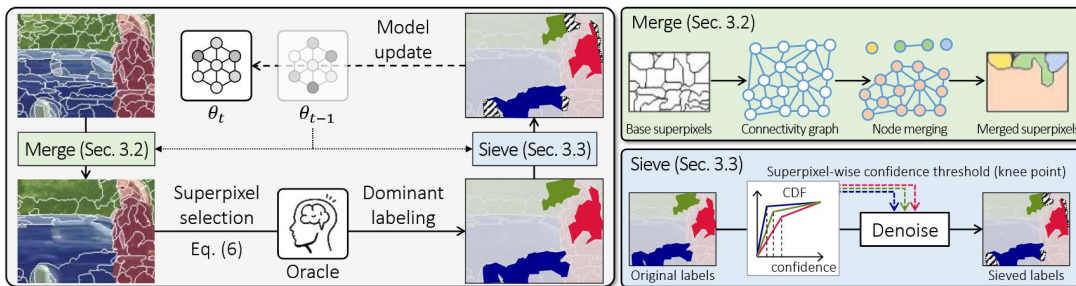 Model
update
θt
θt−1
Merge (Sec. 3.2)
Sieve (Sec. 3.3)
Superpixel
selection
Eq. (6)
Oracle
Dominant
labeling
Merge (Sec. 3.2)
Base superpixels
Connectivity graph
Node merging
Merged superpixels
Sieve (Sec. 3.3)
Superpixel-wise confidence threshold (knee point)
CDF
confidence
Denoise
Original labels
Sieved labels